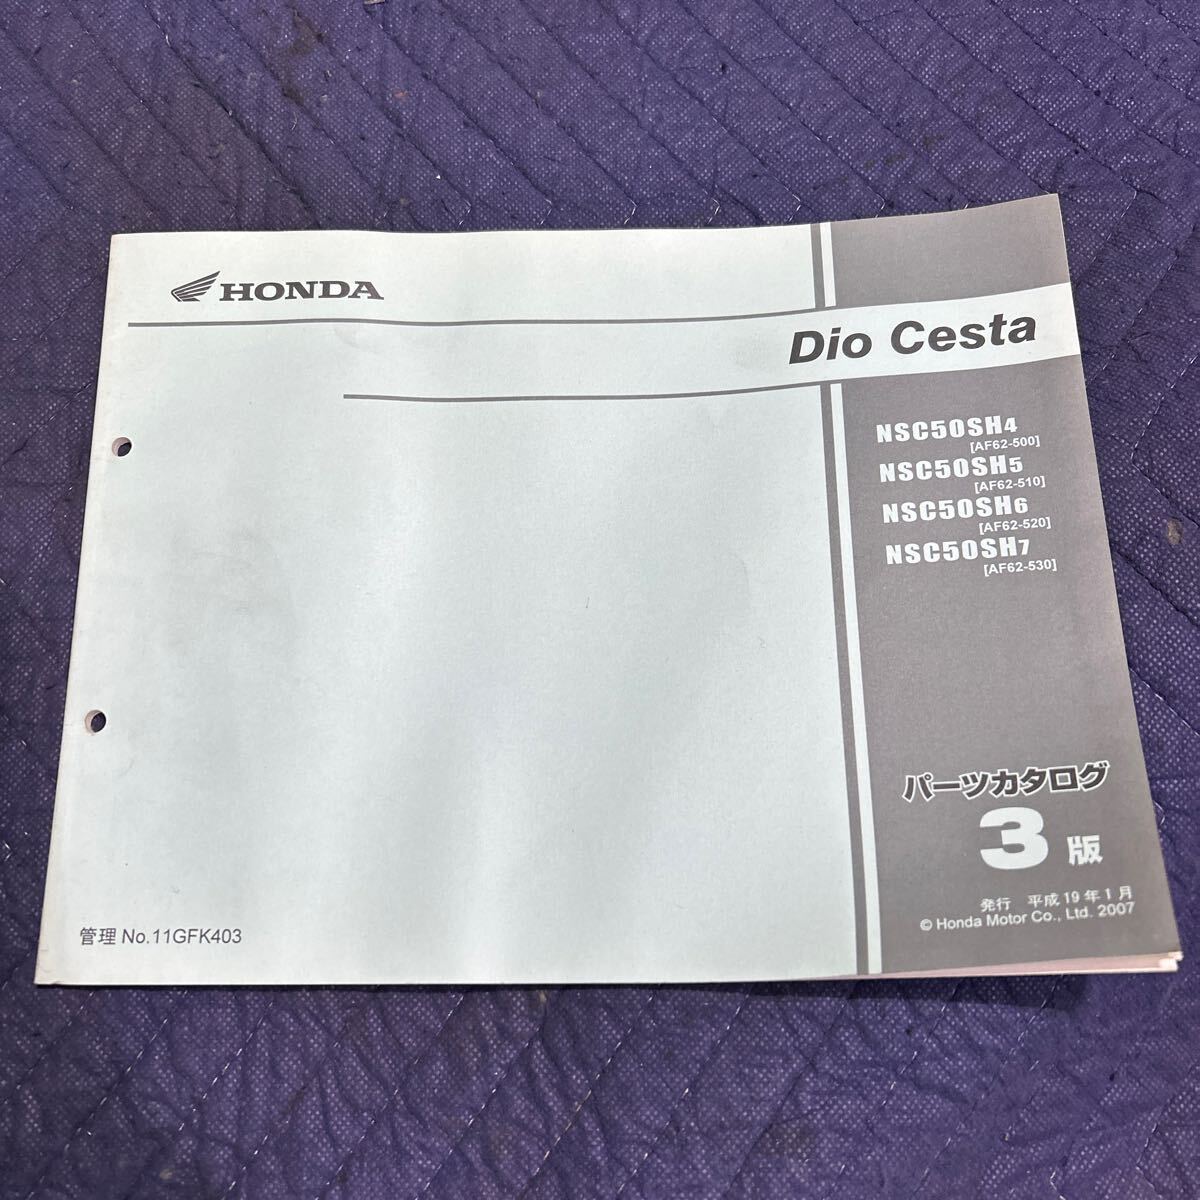 HONDA
Dio Cesta
NSC50SH4
[AF62-500]
NSC50SH5
[AF62-510]
NSC50SH6
[AF62-520]
NSC50SH7
[AF62-530]
パーツカタログ
3 版
発行 平成19年1月
© Honda Motor Co., Ltd. 2007
管理 No.11GFK403